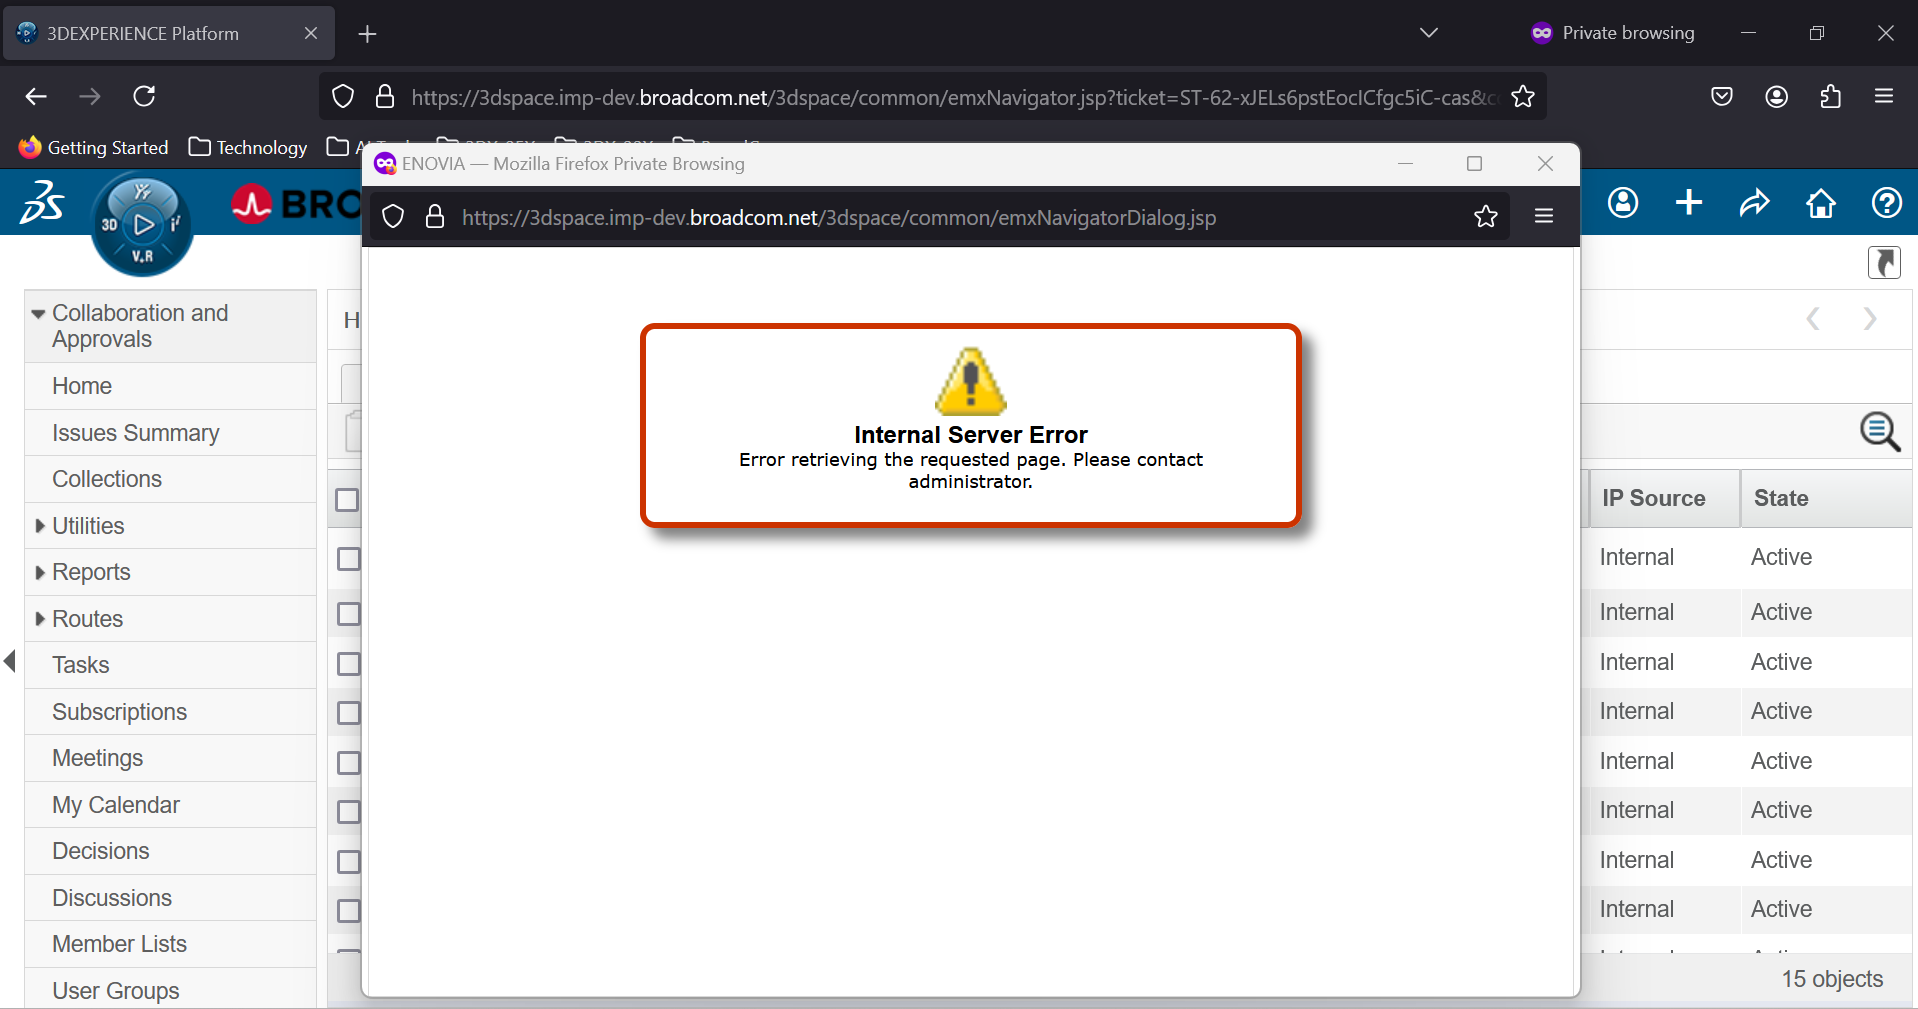 3DEXPERIENCE Platform
Private browsing
https://3dspace.imp-dev.broadcom.net/3dspace/common/emxNavigator.jsp?ticket=ST-62-xJELs6pstEocICfgc5iC-cas&c
Getting Started
Technology
ENOVIA — Mozilla Firefox Private Browsing
3DS
3D
i
V.R
BRO
https://3dspace.imp-dev.broadcom.net/3dspace/common/emxNavigatorDialog.jsp
Collaboration and
Approvals
H
Home
Issues Summary
Collections
Utilities
Reports
Routes
Tasks
Subscriptions
Meetings
My Calendar
Decisions
Discussions
Member Lists
User Groups
Internal Server Error
Error retrieving the requested page. Please contact
administrator.
IP Source State
Internal Active
Internal Active
Internal Active
Internal Active
Internal Active
Internal Active
Internal Active
Internal Active
15 objects